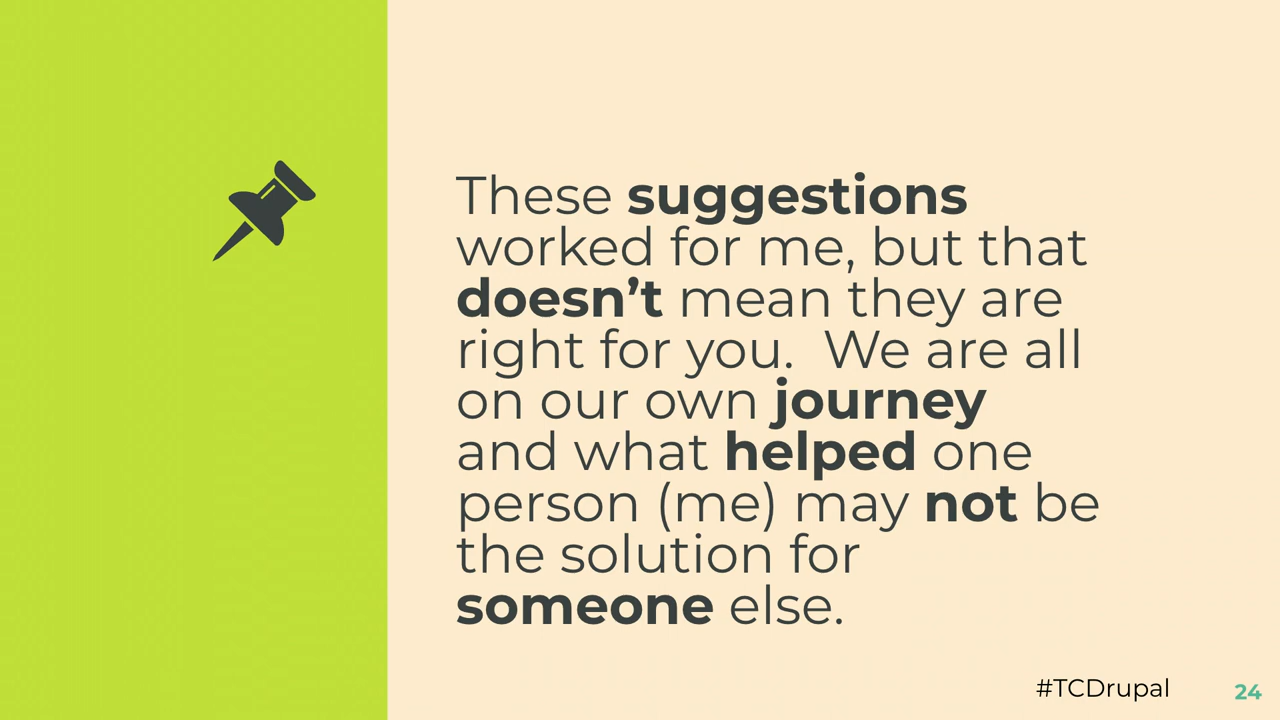 These suggestions
worked for me, but that
doesn’t mean they are
right for you.  We are all
on our own journey
and what helped one
person (me) may not be
the solution for
someone else.
#TCDrupal
24